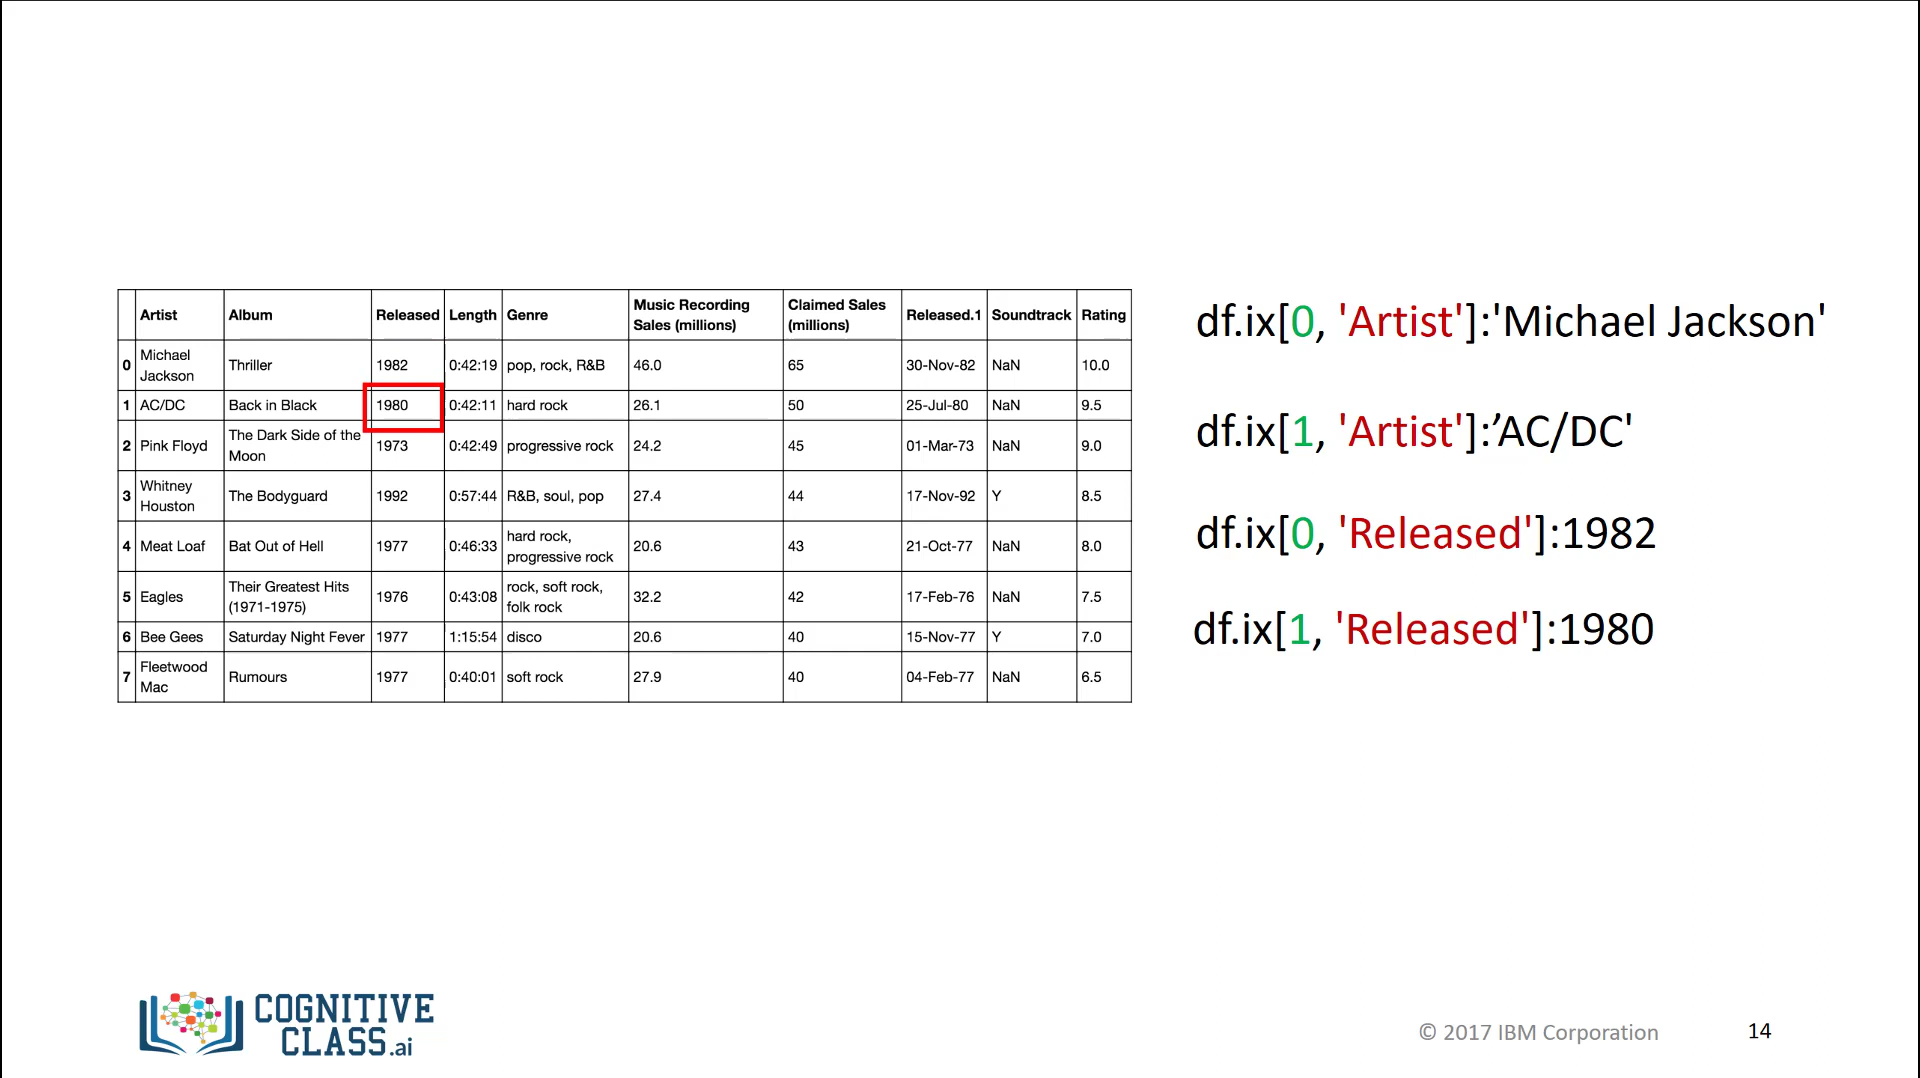 Artist Album Released Length Genre Music Recording Sales (millions) Claimed Sales (millions) Released.1 Soundtrack Rating
0 Michael Jackson Thriller 1982 0:42:19 pop, rock, R&B 46.0 65 30-Nov-82 NaN 10.0
1 AC/DC Back in Black 1980 0:42:11 hard rock 26.1 50 25-Jul-80 NaN 9.5
2 Pink Floyd The Dark Side of the Moon 1973 0:42:49 progressive rock 24.2 45 01-Mar-73 NaN 9.0
3 Whitney Houston The Bodyguard 1992 0:57:44 R&B, soul, pop 27.4 44 17-Nov-92 Y 8.5
4 Meat Loaf Bat Out of Hell 1977 0:46:33 hard rock, progressive rock 20.6 43 21-Oct-77 NaN 8.0
5 Eagles Their Greatest Hits (1971-1975) 1976 0:43:08 rock, soft rock, folk rock 32.2 42 17-Feb-76 NaN 7.5
6 Bee Gees Saturday Night Fever 1977 1:15:54 disco 20.6 40 15-Nov-77 Y 7.0
7 Fleetwood Mac Rumours 1977 0:40:01 soft rock 27.9 40 04-Feb-77 NaN 6.5
df.ix[0, 'Artist']:'Michael Jackson'
df.ix[1, 'Artist']:’AC/DC'
df.ix[0, 'Released']:1982
df.ix[1, 'Released']:1980
COGNITIVE
CLASS.ai
© 2017 IBM Corporation
14